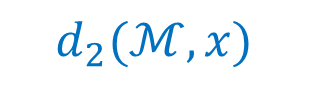 𝑑₂(ℳ, 𝑥)